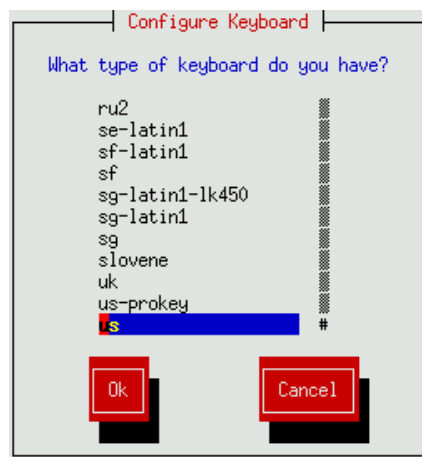 Configure Keyboard
What type of keyboard do you have?
ru2
se-latin1
sf-latin1
sf
sg-latin1-lk450
sg-latin1
sg
slovene
uk
us-prokey
us #
Ok Cancel